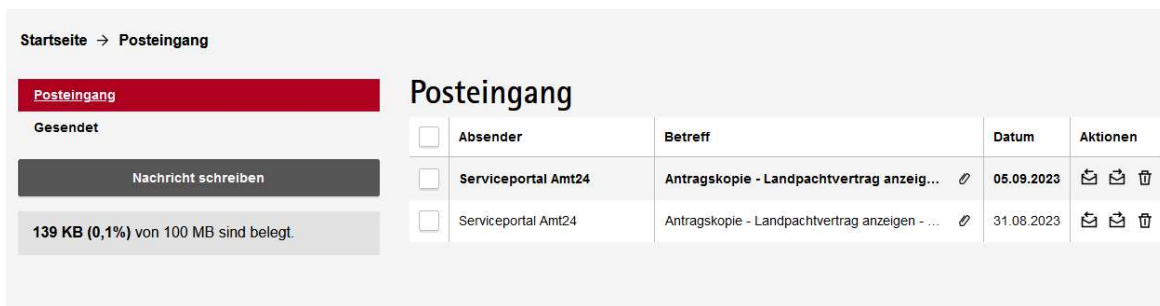 Startseite → Posteingang
Posteingang
Gesendet
Nachricht schreiben
139 KB (0,1%) von 100 MB sind belegt.
Posteingang
Absender Betreff Datum Aktionen
Serviceportal Amt24 Antragskopie - Landpachtvertrag anzeig... 05.09.2023
Serviceportal Amt24 Antragskopie - Landpachtvertrag anzeigen - ... 31.08.2023